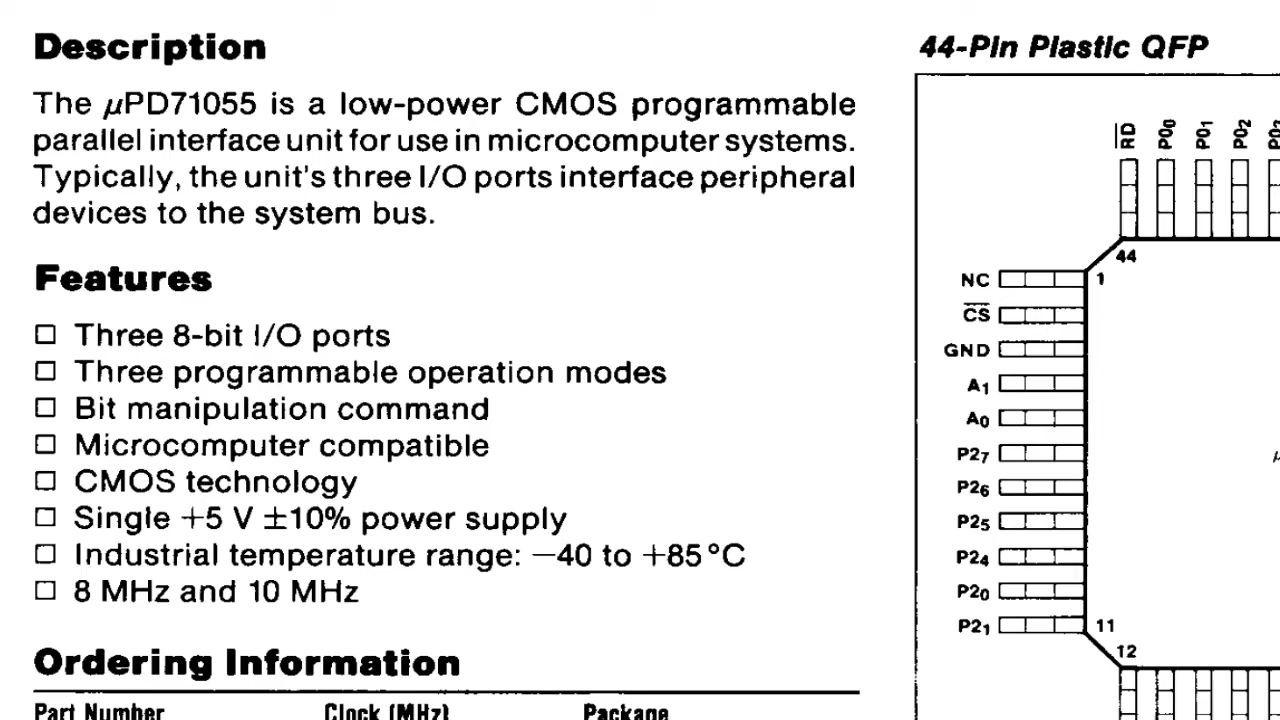 Description
The µPD71055 is a low-power CMOS programmable
parallel interface unit for use in microcomputer systems.
Typically, the unit's three I/O ports interface peripheral
devices to the system bus.
Features
☐ Three 8-bit I/O ports
☐ Three programmable operation modes
☐ Bit manipulation command
☐ Microcomputer compatible
☐ CMOS technology
☐ Single +5 V ±10% power supply
☐ Industrial temperature range: −40 to +85°C
☐ 8 MHz and 10 MHz
Ordering Information
Part Number Clock (MHz) Package
44-Pin Plastic QFP
R̅D̅ P0₀ P0₁ P0₂
44
NC 1
C̅S̅
GND
A₁
A₀
P2₇
P2₆
P2₅
P2₄
P2₀
P2₁ 11
12